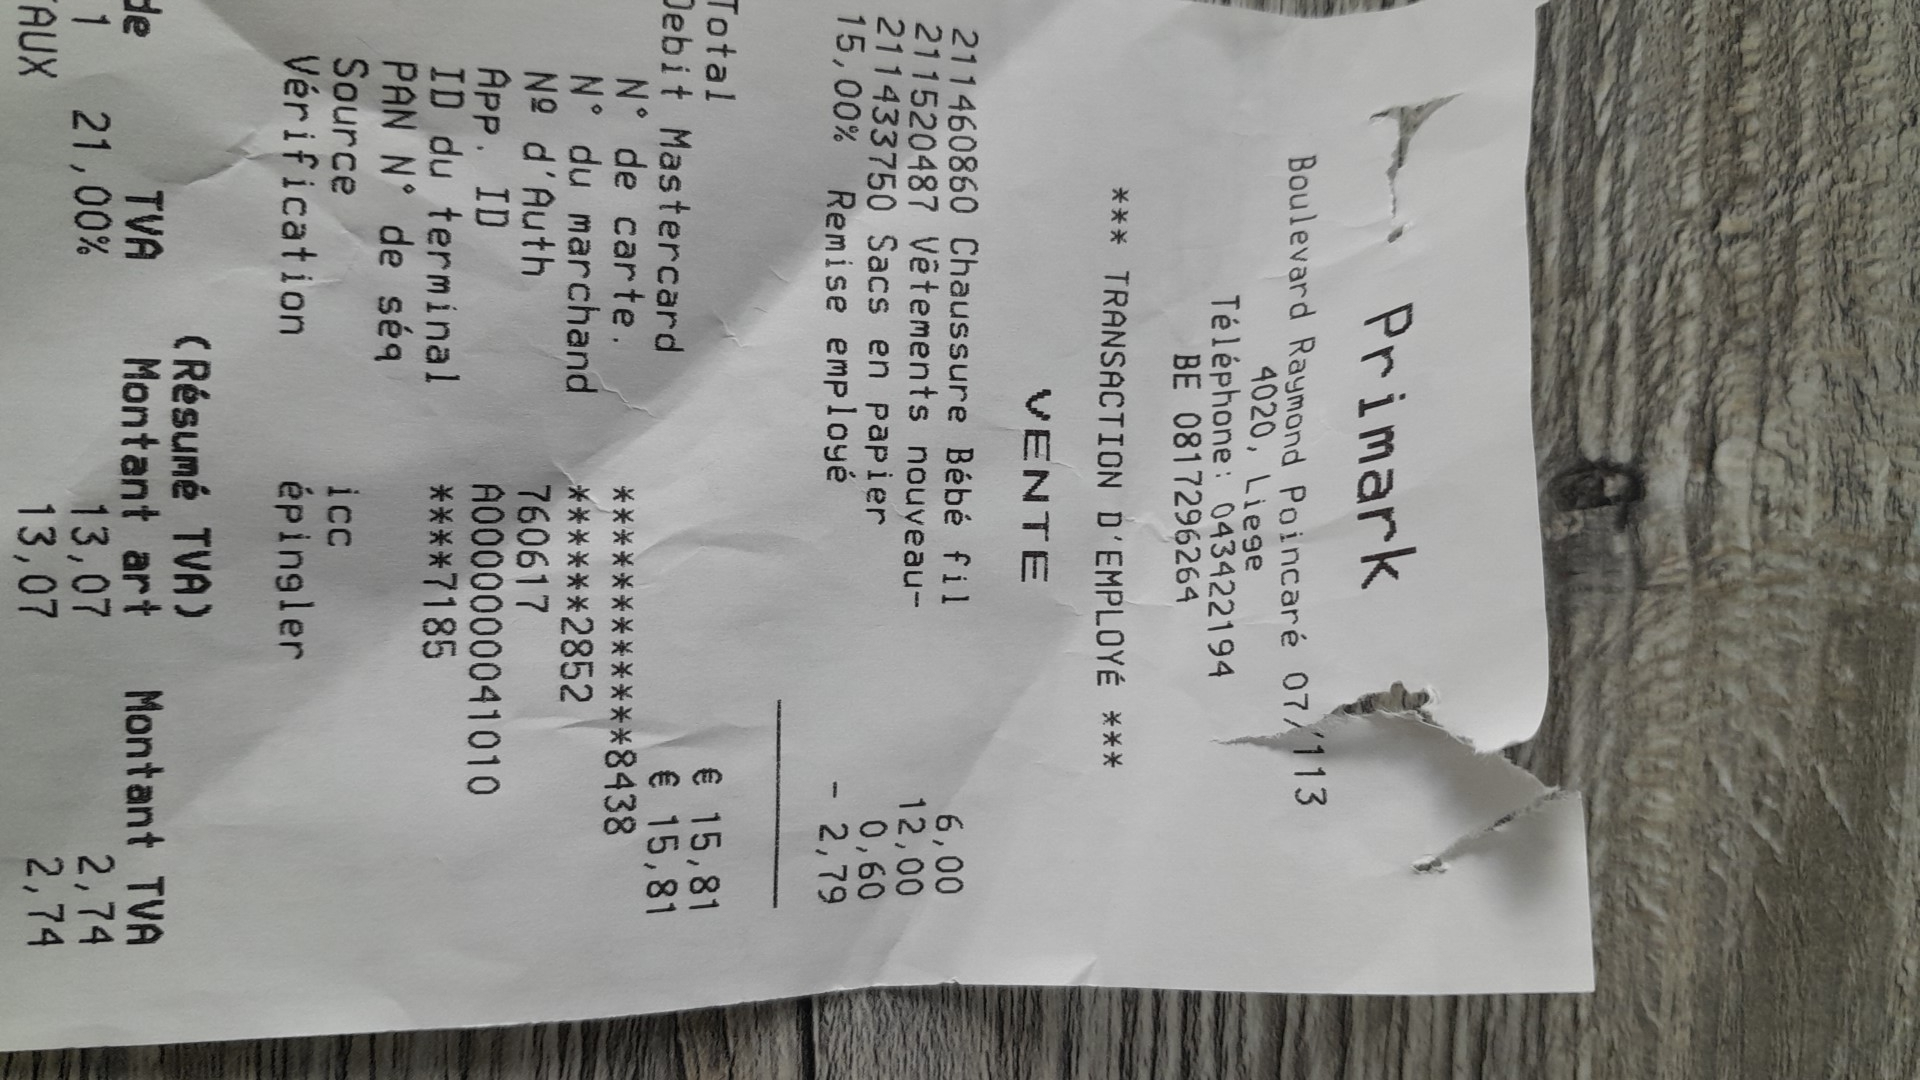 Primark
Boulevard Raymond Poincaré 07/113
4020, Liege
Téléphone: 043422194
BE 0817296264
*** TRANSACTION D'EMPLOYÉ ***
VENTE
211460860 Chaussure Bébé fil 6,00
211520487 Vêtements nouveau- 12,00
211433750 Sacs en papier 0,60
15,00% Remise employé - 2,79
Total € 15,81
Debit Mastercard € 15,81
N° de carte. ************8438
N° du marchand ******2852
Nº d'Auth 760617
App. ID A0000000041010
ID du terminal ****7185
PAN N° de séq
Source icc
Vérification épingler
(Résumé TVA)
de TVA Montant art Montant TVA
1 21,00% 13,07 2,74
TAUX 13,07 2,74